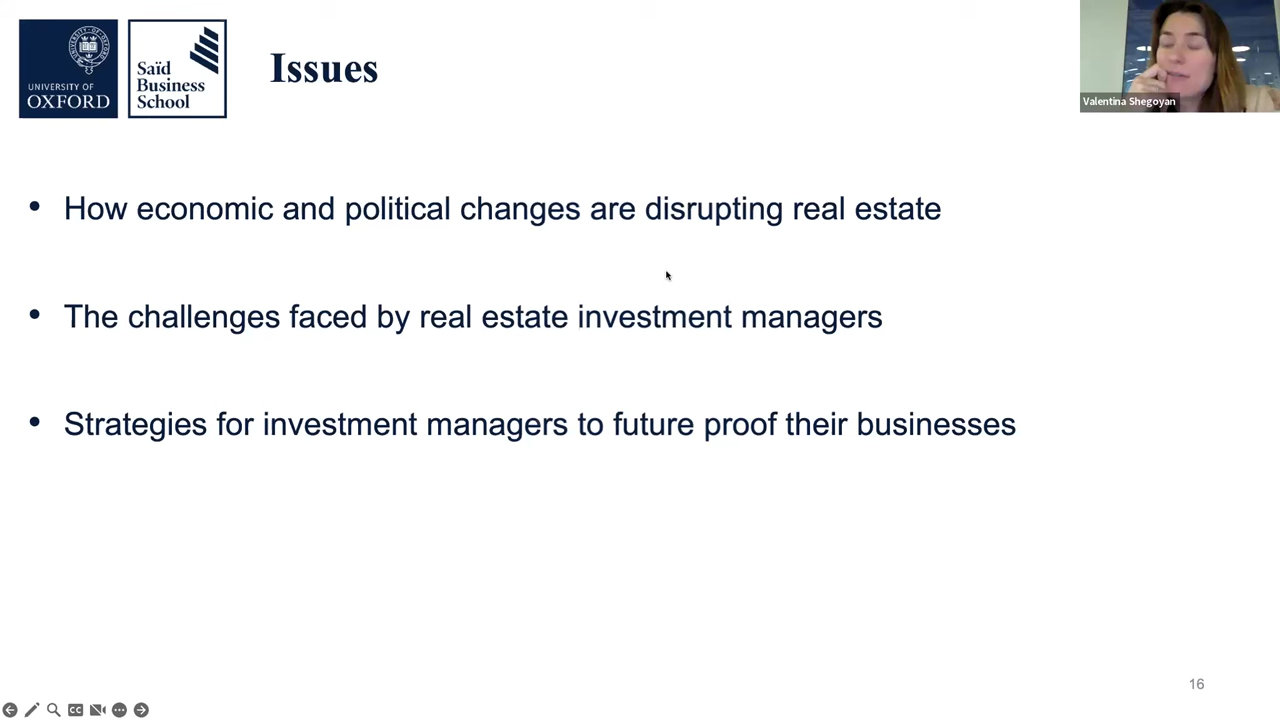 UNIVERSITY OF
OXFORD
Saïd
Business
School
Issues
Valentina Shegoyan
• How economic and political changes are disrupting real estate
• The challenges faced by real estate investment managers
• Strategies for investment managers to future proof their businesses
16
CC